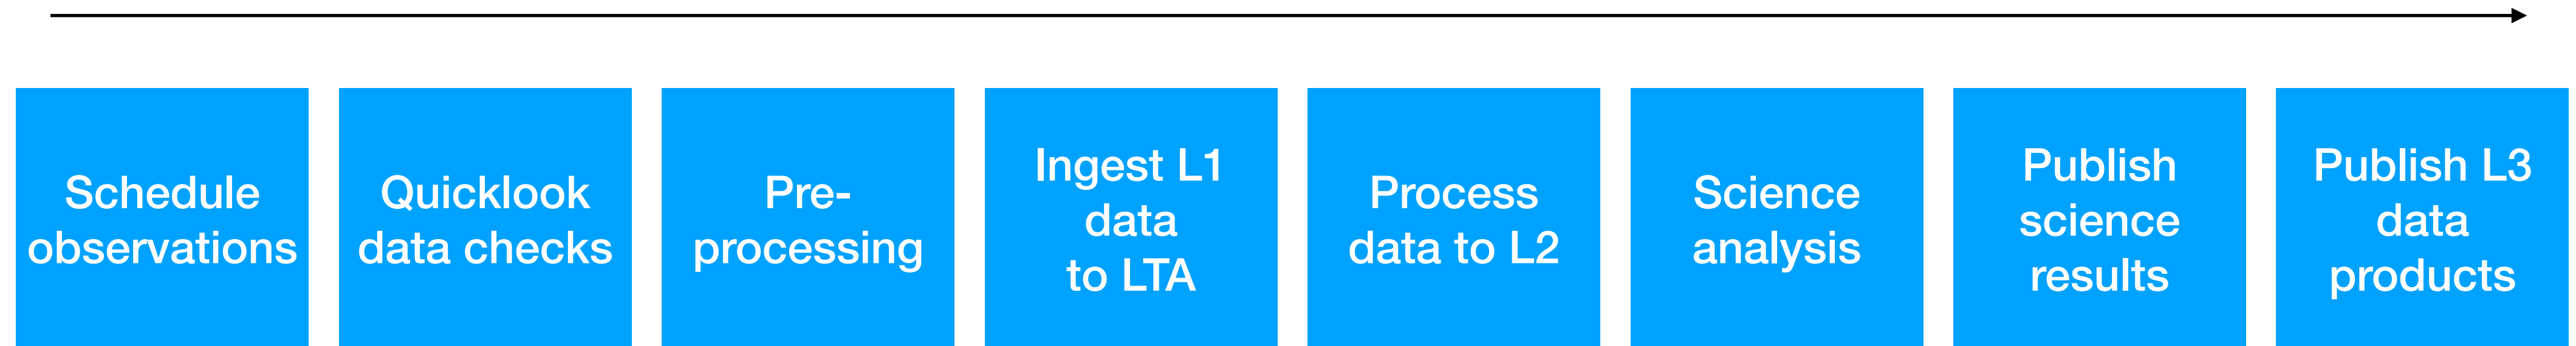 Schedule
observations
Quicklook
data checks
Pre-
processing
Ingest L1
data
to LTA
Process
data to L2
Science
analysis
Publish
science
results
Publish L3
data
products